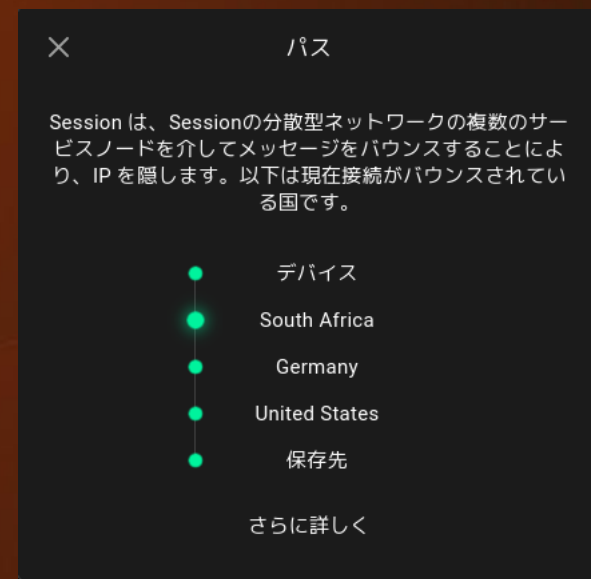 パス
Session は、Sessionの分散型ネットワークの複数のサー
ビスノードを介してメッセージをバウンスすることによ
り、IP を隠します。以下は現在接続がバウンスされてい
る国です。
デバイス
South Africa
Germany
United States
保存先
さらに詳しく